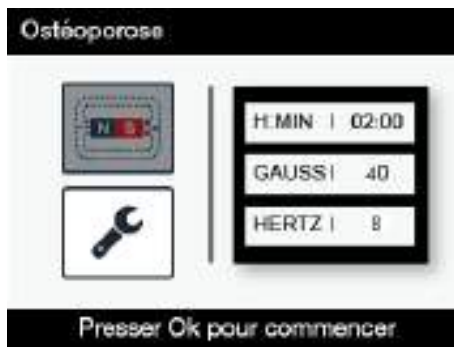 Ostéoporose
N S
H:MIN | 02:00
GAUSS | 40
HERTZ | 8
Presser Ok pour commencer